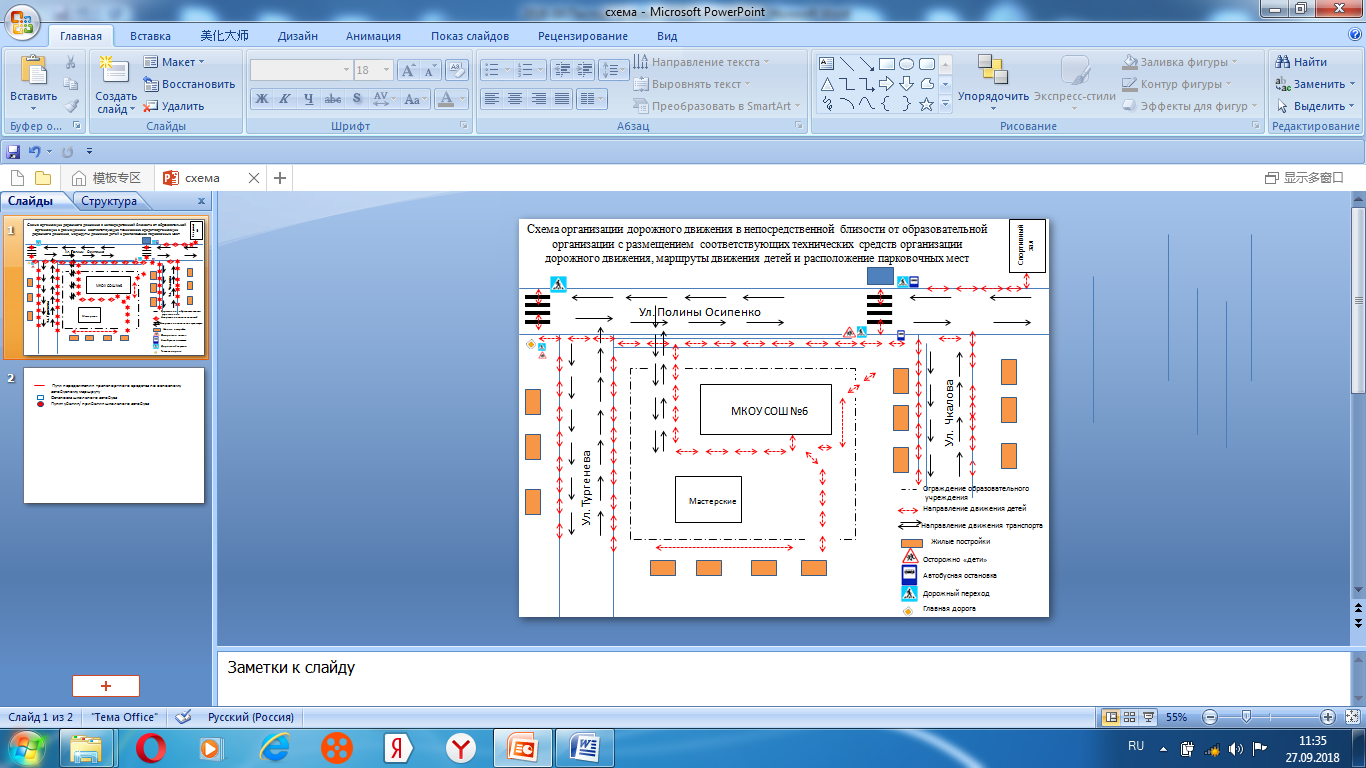 схема - Microsoft PowerPoint
Главная Вставка 美化大师 Дизайн Анимация Показ слайдов Рецензирование Вид
Вставить
Буфер о...
Создать слайд
Макет
Восстановить
Удалить
Слайды
18
Ж К Ч abc S AV Aa А
Шрифт
Абзац
Направление текста
Выровнять текст
Преобразовать в SmartArt
Упорядочить
Экспресс-стили
Заливка фигуры
Контур фигуры
Эффекты для фигур
Рисование
Найти
Заменить
Выделить
Редактирование
模板专区
схема
显示多窗口
Слайды Структура x
1
2
Схема организации дорожного движения в непосредственной близости от образовательной
организации с размещением соответствующих технических средств организации
дорожного движения, маршруты движения детей и расположение парковочных мест
Спортивный
зал
Ул.Полины Осипенко
МКОУ СОШ №6
Мастерские
Ул.Тургенева
Ул. Чкалова
Ограждение образовательного
учреждения
Направление движения детей
Направление движения транспорта
Жилые постройки
Осторожно «дети»
Автобусная остановка
Дорожный переход
Главная дорога
Заметки к слайду
Слайд 1 из 2 "Тема Office" Русский (Россия) 55%
RU
11:35
27.09.2018